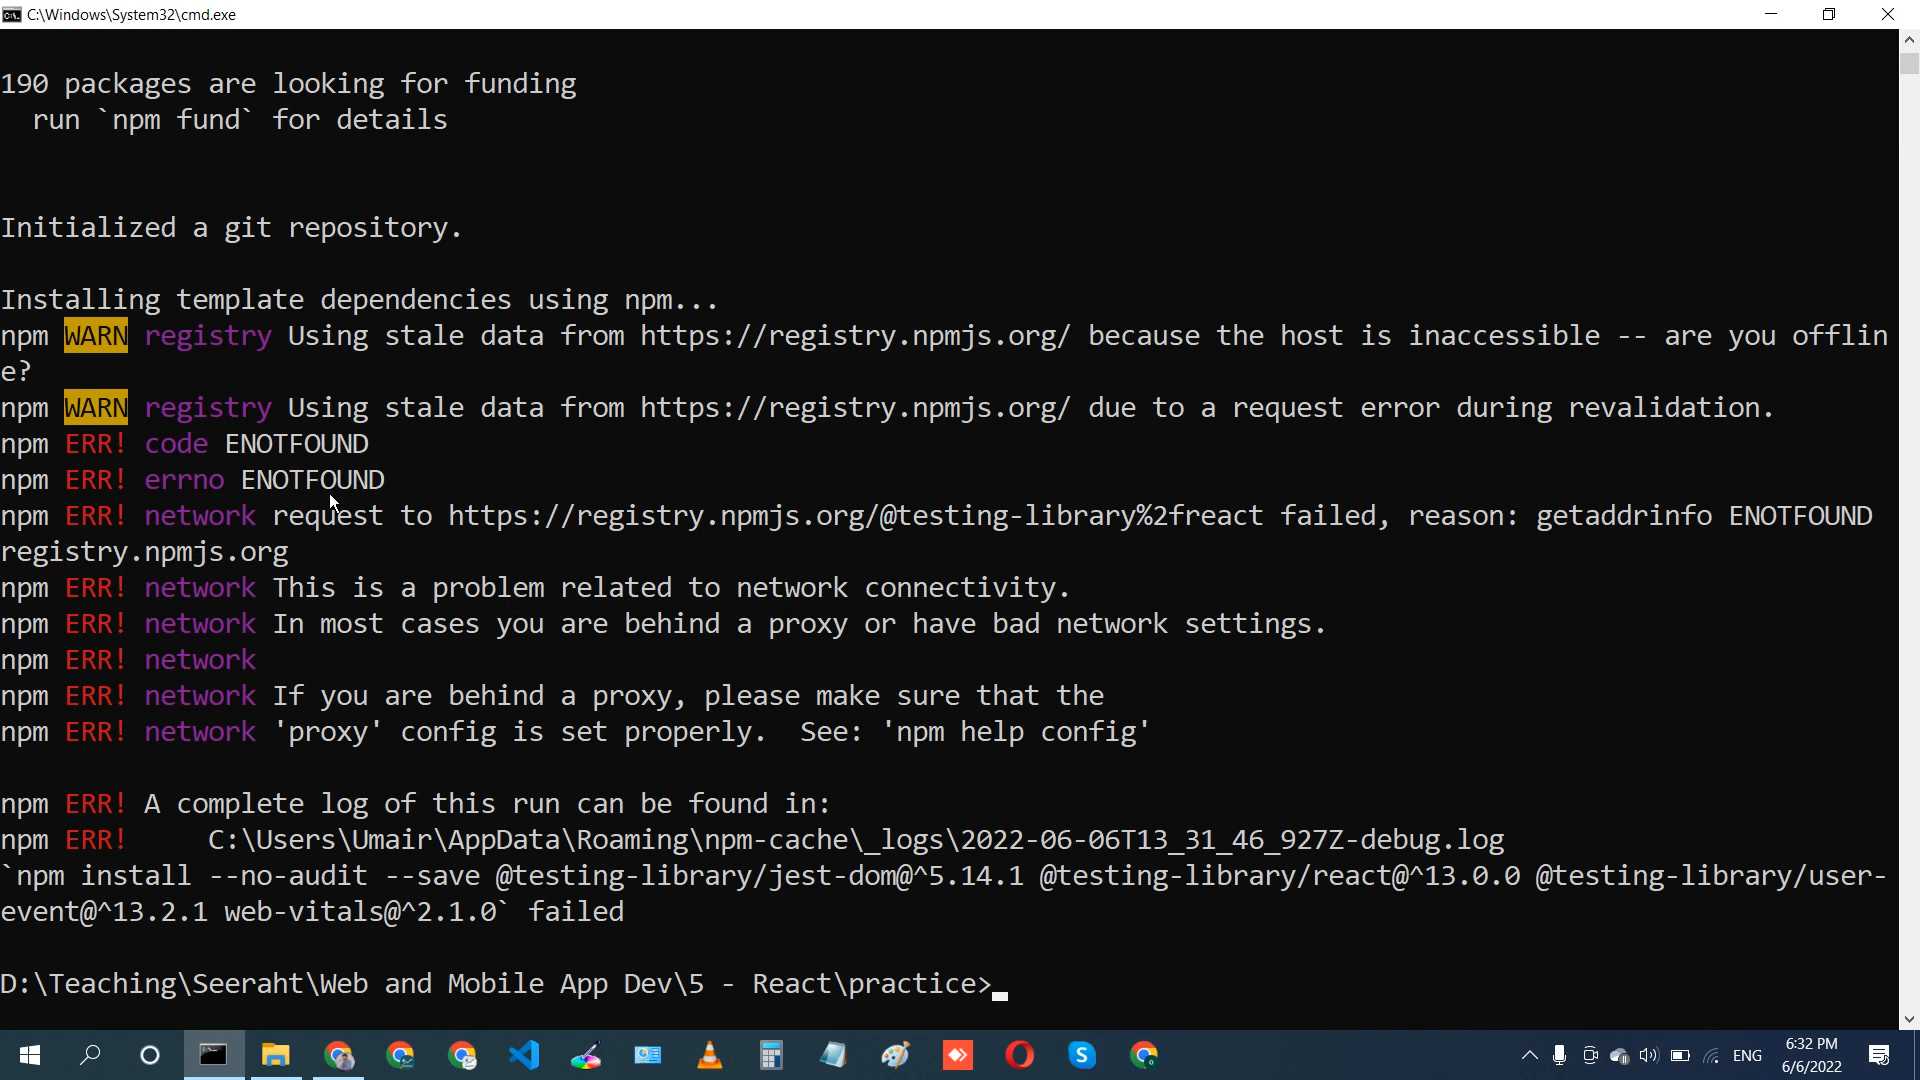 C:\Windows\System32\cmd.exe
190 packages are looking for funding
  run `npm fund` for details
Initialized a git repository.
Installing template dependencies using npm...
npm WARN registry Using stale data from https://registry.npmjs.org/ because the host is inaccessible -- are you offlin
e?
npm WARN registry Using stale data from https://registry.npmjs.org/ due to a request error during revalidation.
npm ERR! code ENOTFOUND
npm ERR! errno ENOTFOUND
npm ERR! network request to https://registry.npmjs.org/@testing-library%2freact failed, reason: getaddrinfo ENOTFOUND
registry.npmjs.org
npm ERR! network This is a problem related to network connectivity.
npm ERR! network In most cases you are behind a proxy or have bad network settings.
npm ERR! network
npm ERR! network If you are behind a proxy, please make sure that the
npm ERR! network 'proxy' config is set properly.  See: 'npm help config'
npm ERR! A complete log of this run can be found in:
npm ERR!     C:\Users\Umair\AppData\Roaming\npm-cache\_logs\2022-06-06T13_31_46_927Z-debug.log
`npm install --no-audit --save @testing-library/jest-dom@^5.14.1 @testing-library/react@^13.0.0 @testing-library/user-
event@^13.2.1 web-vitals@^2.1.0` failed
D:\Teaching\Seeraht\Web and Mobile App Dev\5 - React\practice>
ENG
6:32 PM
6/6/2022